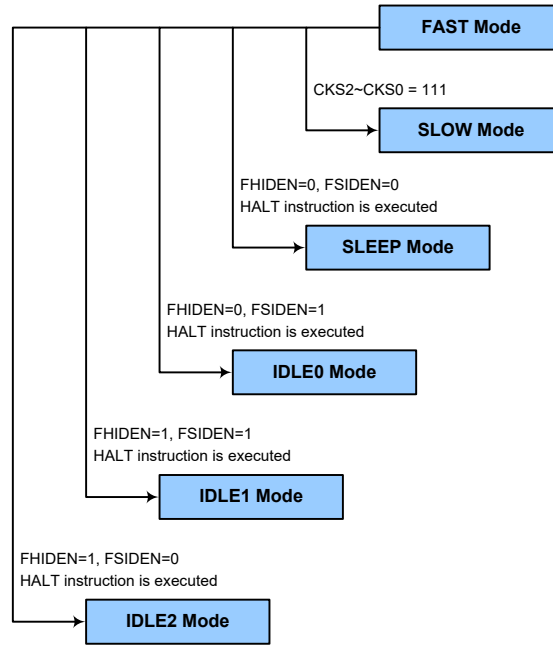 FAST Mode
CKS2~CKS0 = 111
SLOW Mode
FHIDEN=0, FSIDEN=0
HALT instruction is executed
SLEEP Mode
FHIDEN=0, FSIDEN=1
HALT instruction is executed
IDLE0 Mode
FHIDEN=1, FSIDEN=1
HALT instruction is executed
IDLE1 Mode
FHIDEN=1, FSIDEN=0
HALT instruction is executed
IDLE2 Mode